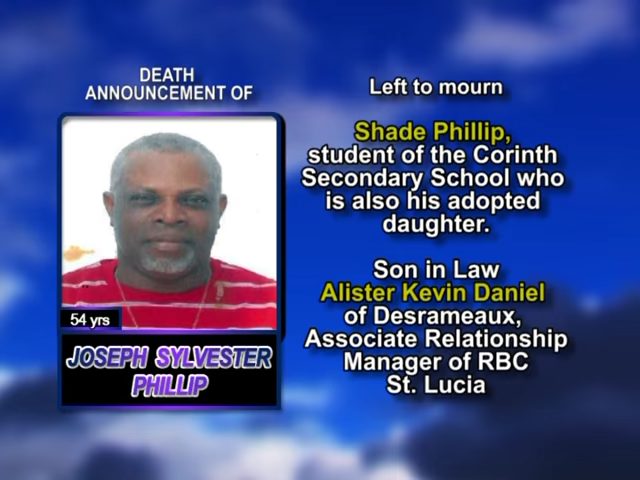 DEATH
ANNOUNCEMENT OF
54 yrs
JOSEPH SYLVESTER
PHILLIP
Left to mourn
Shade Phillip,
student of the Corinth
Secondary School who
is also his adopted
daughter.
Son in Law
Alister Kevin Daniel
of Desrameaux,
Associate Relationship
Manager of RBC
St. Lucia